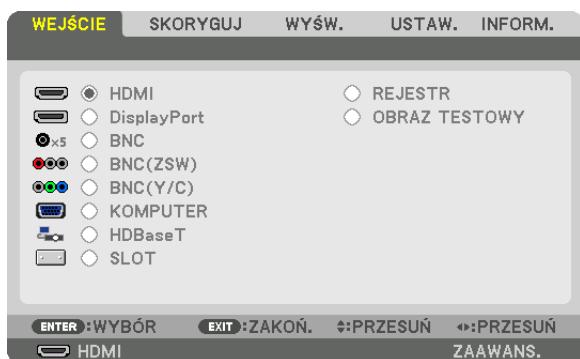 WEJŚCIE SKORYGUJ WYŚW. USTAW. INFORM.
HDMI REJESTR
DisplayPort OBRAZ TESTOWY
×5 BNC
BNC(ZSW)
BNC(Y/C)
KOMPUTER
HDBaseT
SLOT
ENTER:WYBÓR EXIT:ZAKOŃ. :PRZESUŃ :PRZESUŃ
HDMI ZAAWANS.